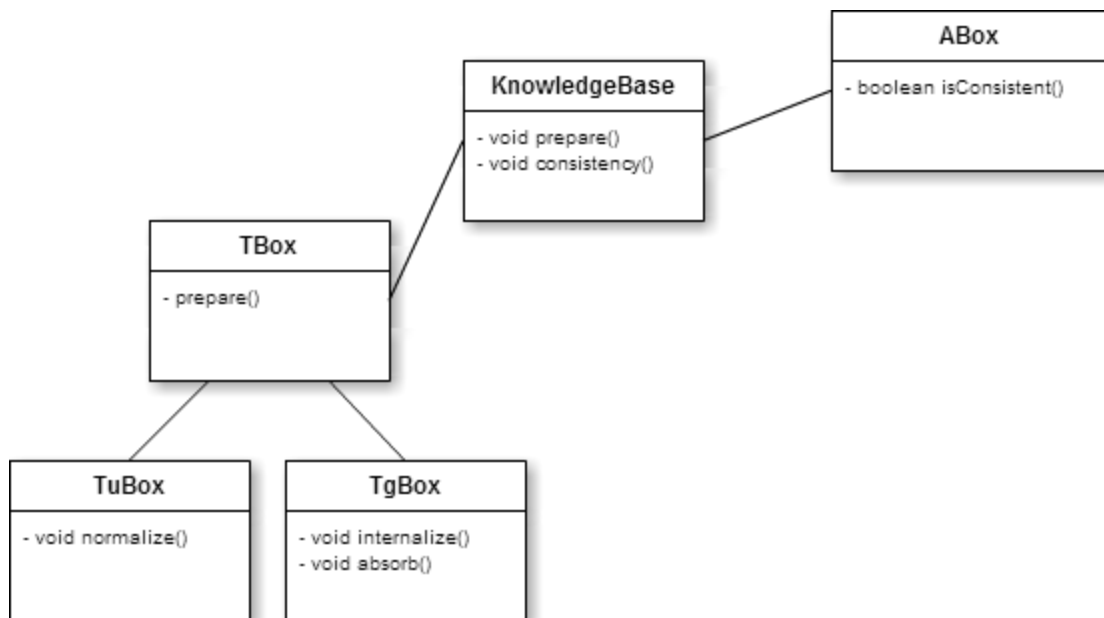 ABox
- boolean isConsistent()
KnowledgeBase
- void prepare()
- void consistency()
TBox
- prepare()
TuBox
- void normalize()
TgBox
- void internalize()
- void absorb()